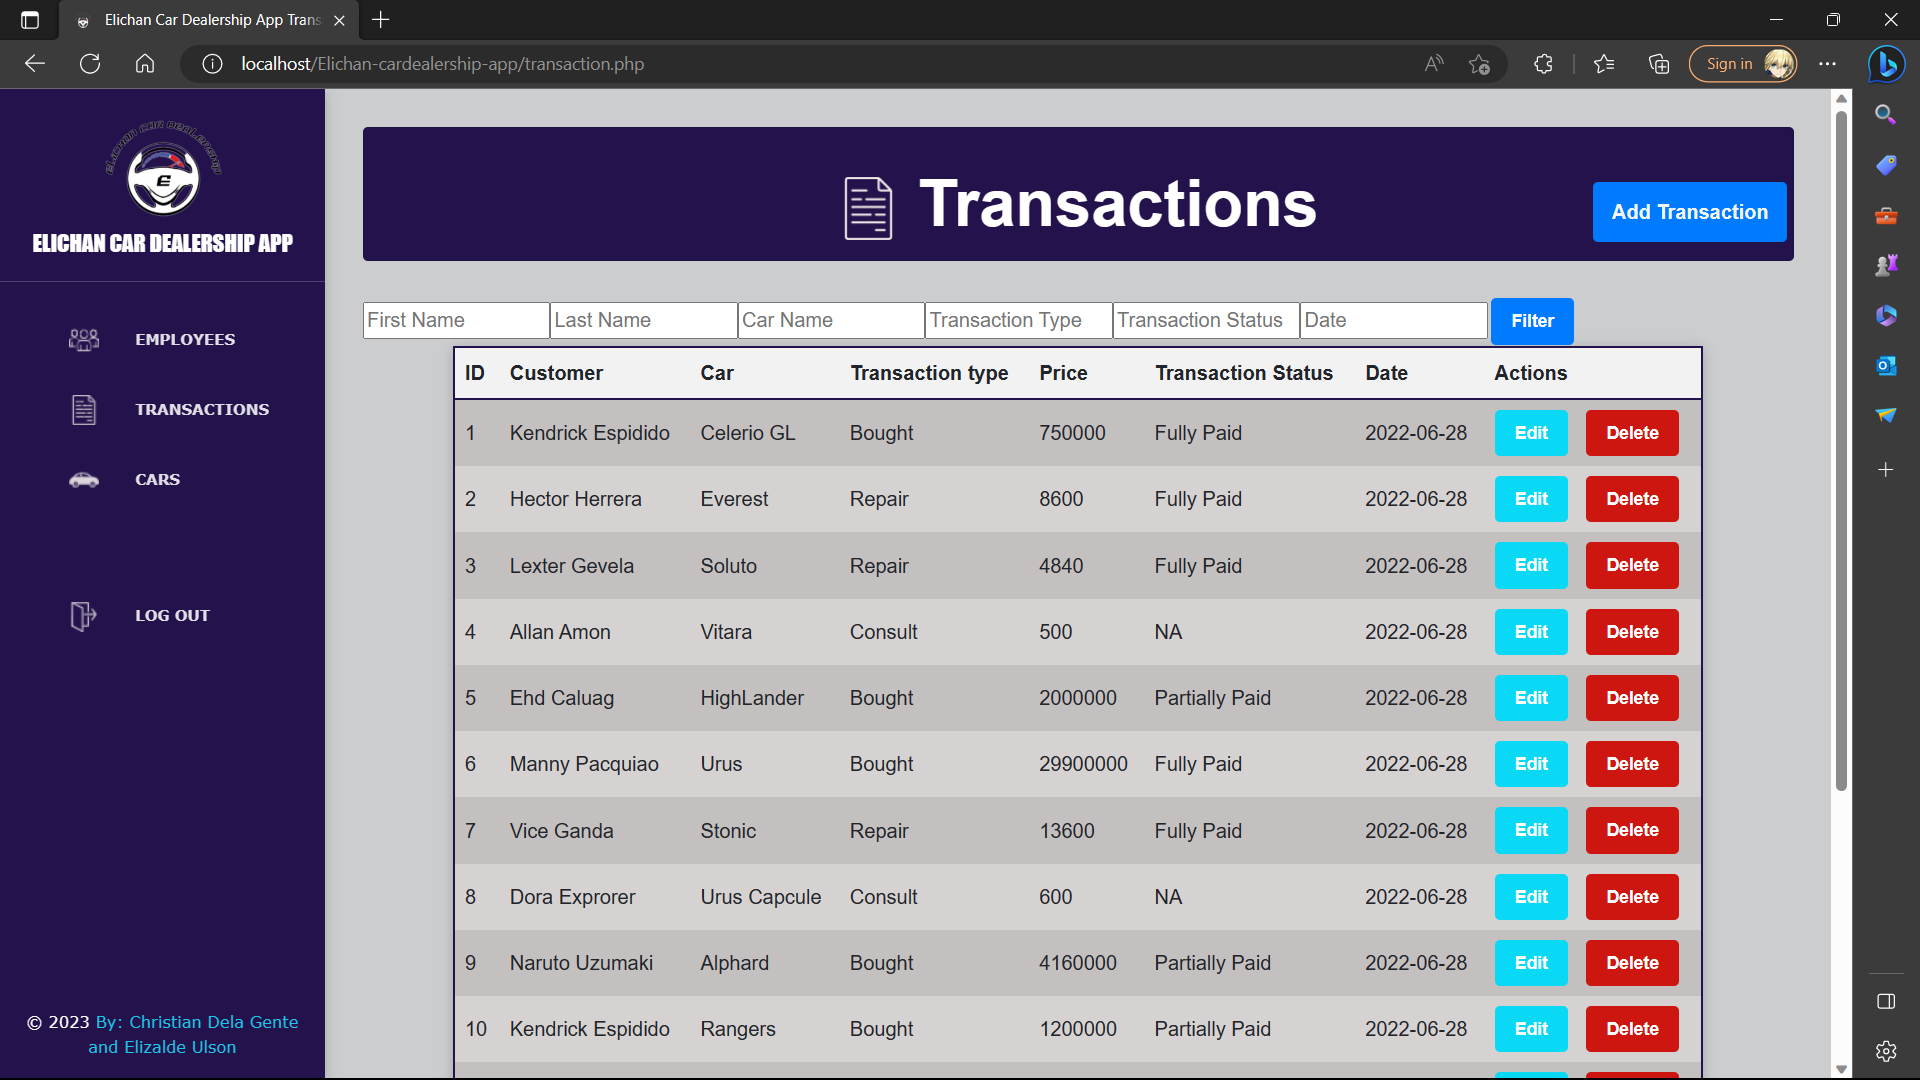 Elichan Car Dealership App Trans
localhost/Elichan-cardealership-app/transaction.php
Sign in
ELICHAN CAR DEALERSHIP
E
ELICHAN CAR DEALERSHIP APP
EMPLOYEES
TRANSACTIONS
CARS
LOG OUT
© 2023 By: Christian Dela Gente
and Elizalde Ulson
Transactions
Add Transaction
First Name Last Name Car Name Transaction Type Transaction Status Date Filter
ID Customer Car Transaction type Price Transaction Status Date Actions
1 Kendrick Espidido Celerio GL Bought 750000 Fully Paid 2022-06-28 Edit Delete
2 Hector Herrera Everest Repair 8600 Fully Paid 2022-06-28 Edit Delete
3 Lexter Gevela Soluto Repair 4840 Fully Paid 2022-06-28 Edit Delete
4 Allan Amon Vitara Consult 500 NA 2022-06-28 Edit Delete
5 Ehd Caluag HighLander Bought 2000000 Partially Paid 2022-06-28 Edit Delete
6 Manny Pacquiao Urus Bought 29900000 Fully Paid 2022-06-28 Edit Delete
7 Vice Ganda Stonic Repair 13600 Fully Paid 2022-06-28 Edit Delete
8 Dora Exprorer Urus Capcule Consult 600 NA 2022-06-28 Edit Delete
9 Naruto Uzumaki Alphard Bought 4160000 Partially Paid 2022-06-28 Edit Delete
10 Kendrick Espidido Rangers Bought 1200000 Partially Paid 2022-06-28 Edit Delete